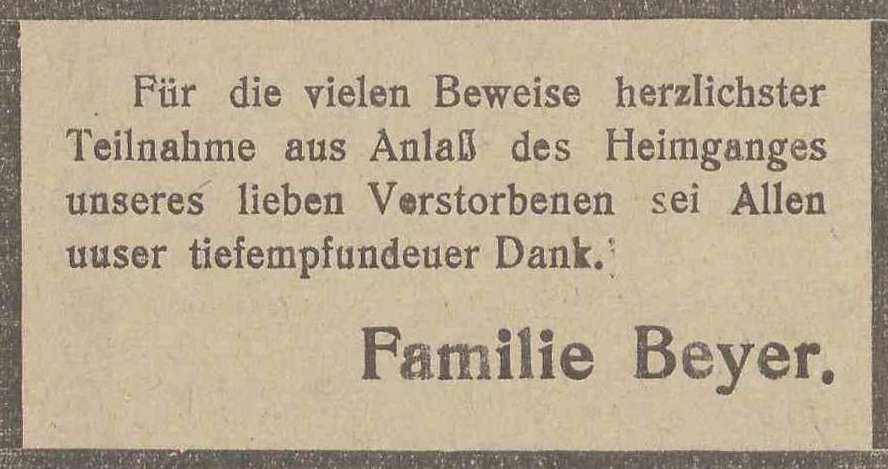 Für die vielen Beweise herzlichster
Teilnahme aus Anlaß des Heimganges
unseres lieben Verstorbenen sei Allen
uuser tiefempfundeuer Dank.
Familie Beyer.